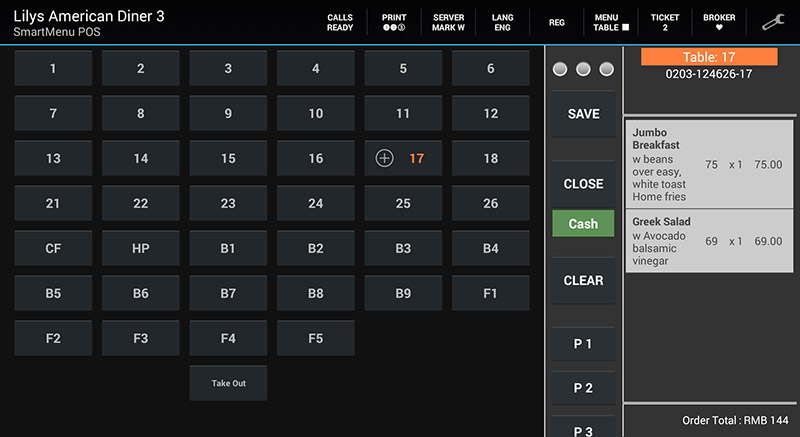 Lilys American Diner 3
SmartMenu POS
CALLS
READY
PRINT
❶❷③
SERVER
MARK W
LANG
ENG
REG
MENU
TABLE ■
TICKET
2
BROKER
♥
1 2 3 4 5 6
7 8 9 10 11 12
13 14 15 16 17 18
21 22 23 24 25 26
CF HP B1 B2 B3 B4
B5 B6 B7 B8 B9 F1
F2 F3 F4 F5
Take Out
SAVE
CLOSE
Cash
CLEAR
P 1
P 2
P 3
Table: 17
0203-124626-17
Jumbo
Breakfast
w beans 75 x 1 75.00
over easy,
white toast
Home fries
Greek Salad
w Avocado 69 x 1 69.00
balsamic
vinegar
Order Total : RMB 144